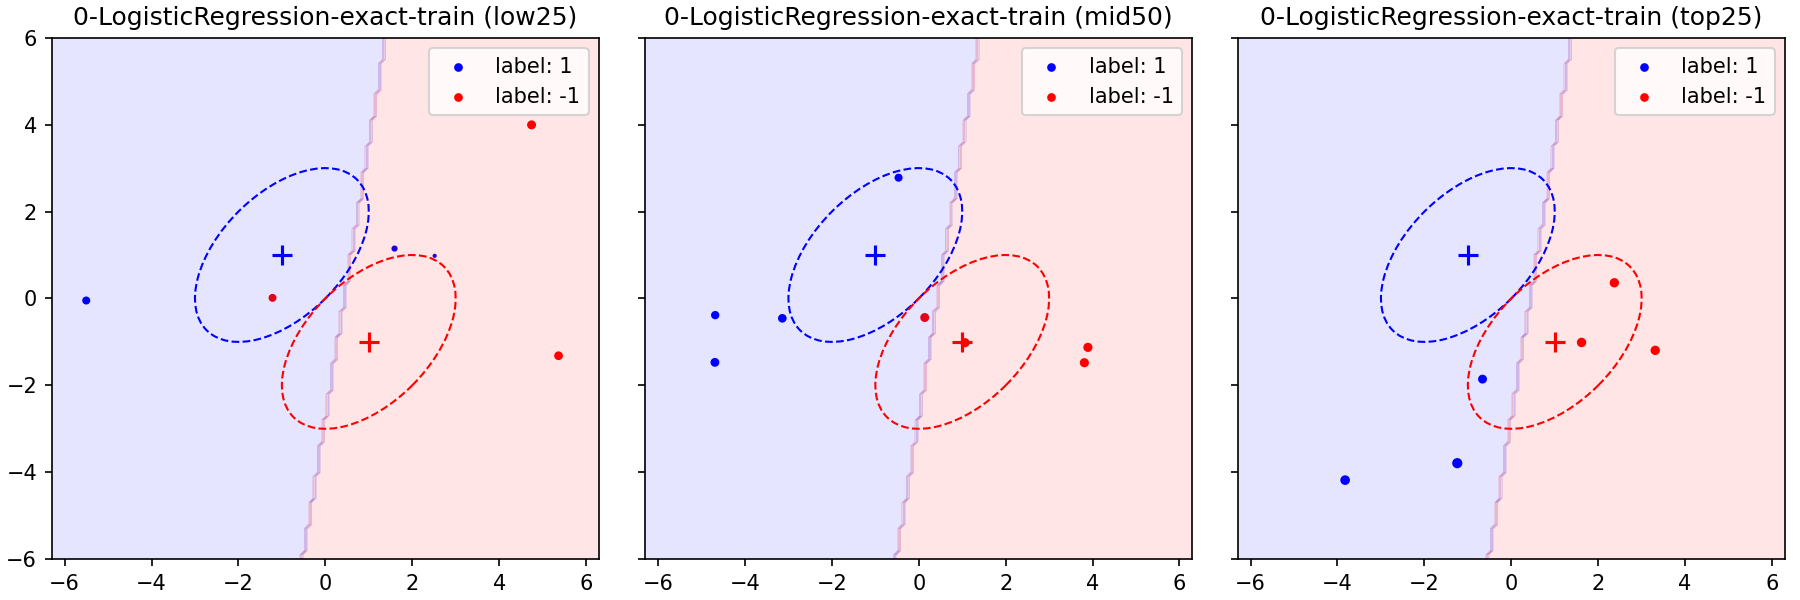 0-LogisticRegression-exact-train (low25)
0-LogisticRegression-exact-train (mid50)
0-LogisticRegression-exact-train (top25)
label: 1
label: -1
label: 1
label: -1
label: 1
label: -1
6
4
2
0
−2
−4
−6
−6 −4 −2 0 2 4 6
−6 −4 −2 0 2 4 6
−6 −4 −2 0 2 4 6